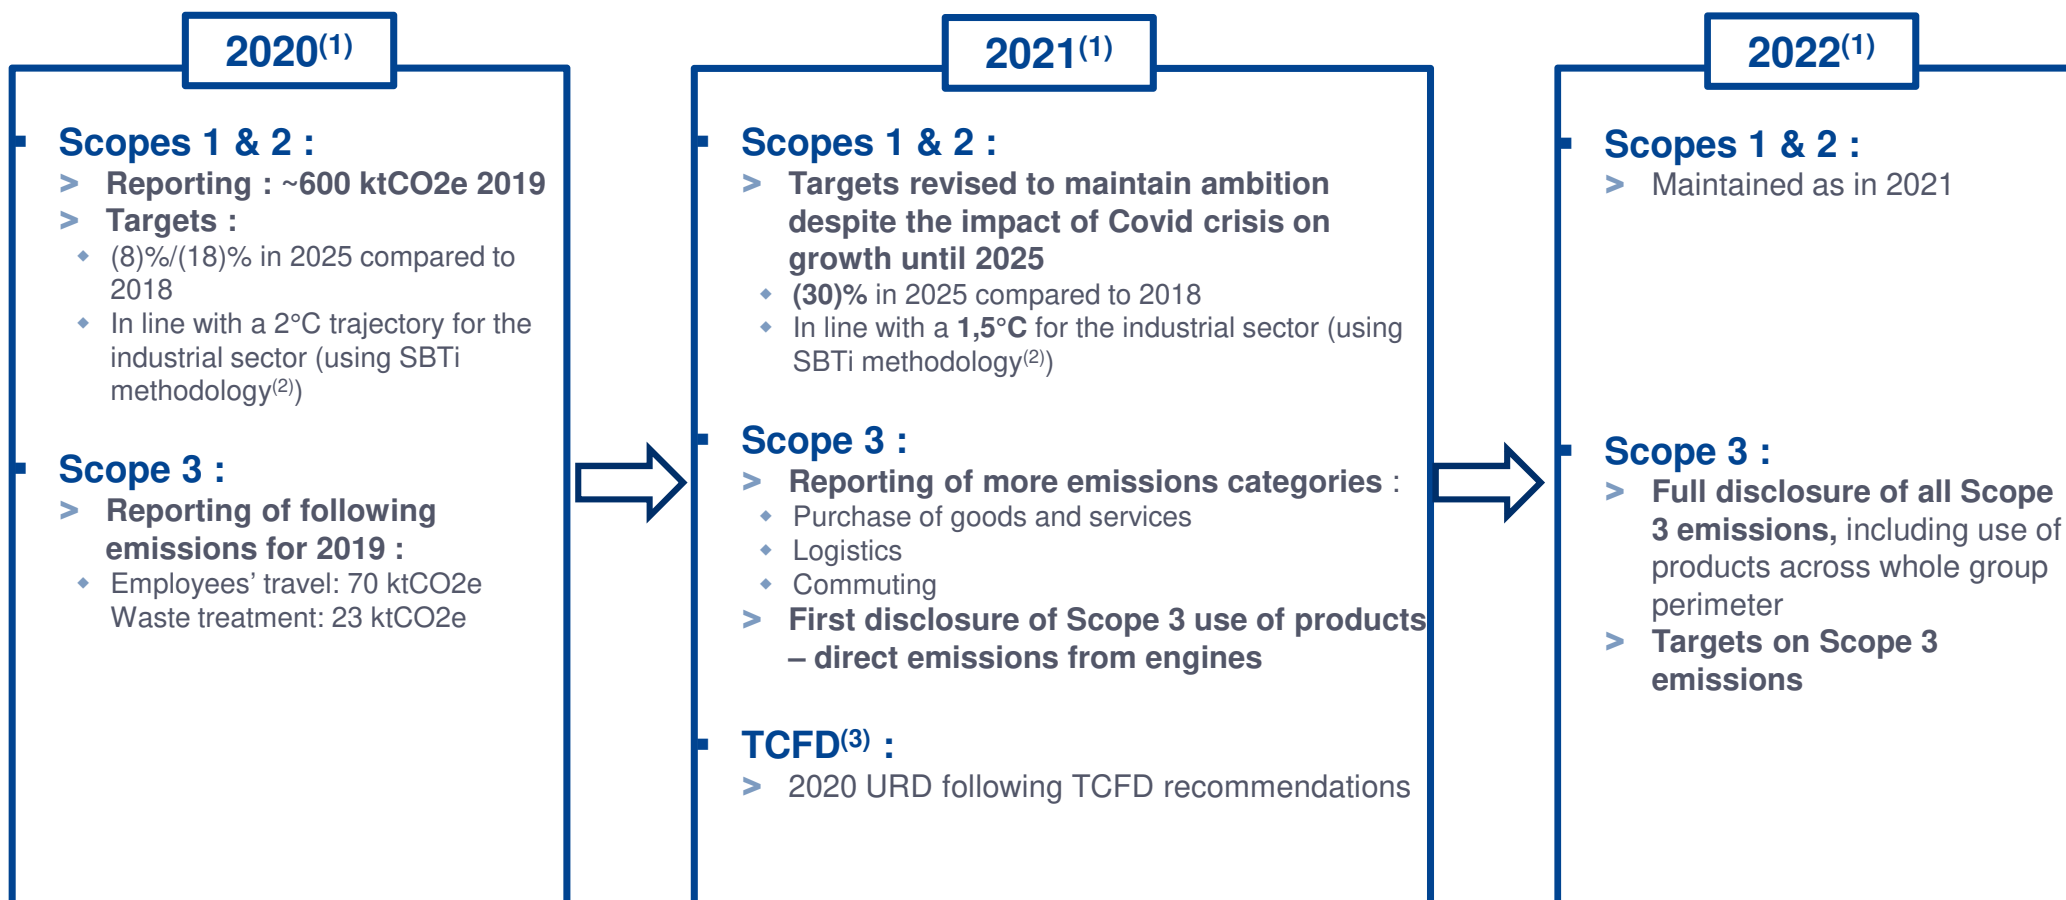 2020(1)
Scopes 1 & 2 :
> Reporting : ~600 ktCO2e 2019
> Targets :
(8)%/(18)% in 2025 compared to
2018
In line with a 2°C trajectory for the
industrial sector (using SBTi
methodology(2))
Scope 3 :
> Reporting of following
emissions for 2019 :
Employees’ travel: 70 ktCO2e
Waste treatment: 23 ktCO2e
2021(1)
Scopes 1 & 2 :
> Targets revised to maintain ambition
despite the impact of Covid crisis on
growth until 2025
(30)% in 2025 compared to 2018
In line with a 1,5°C for the industrial sector (using
SBTi methodology(2))
Scope 3 :
> Reporting of more emissions categories :
Purchase of goods and services
Logistics
Commuting
> First disclosure of Scope 3 use of products
– direct emissions from engines
TCFD(3) :
> 2020 URD following TCFD recommendations
2022(1)
Scopes 1 & 2 :
> Maintained as in 2021
Scope 3 :
> Full disclosure of all Scope
3 emissions, including use of
products across whole group
perimeter
> Targets on Scope 3
emissions